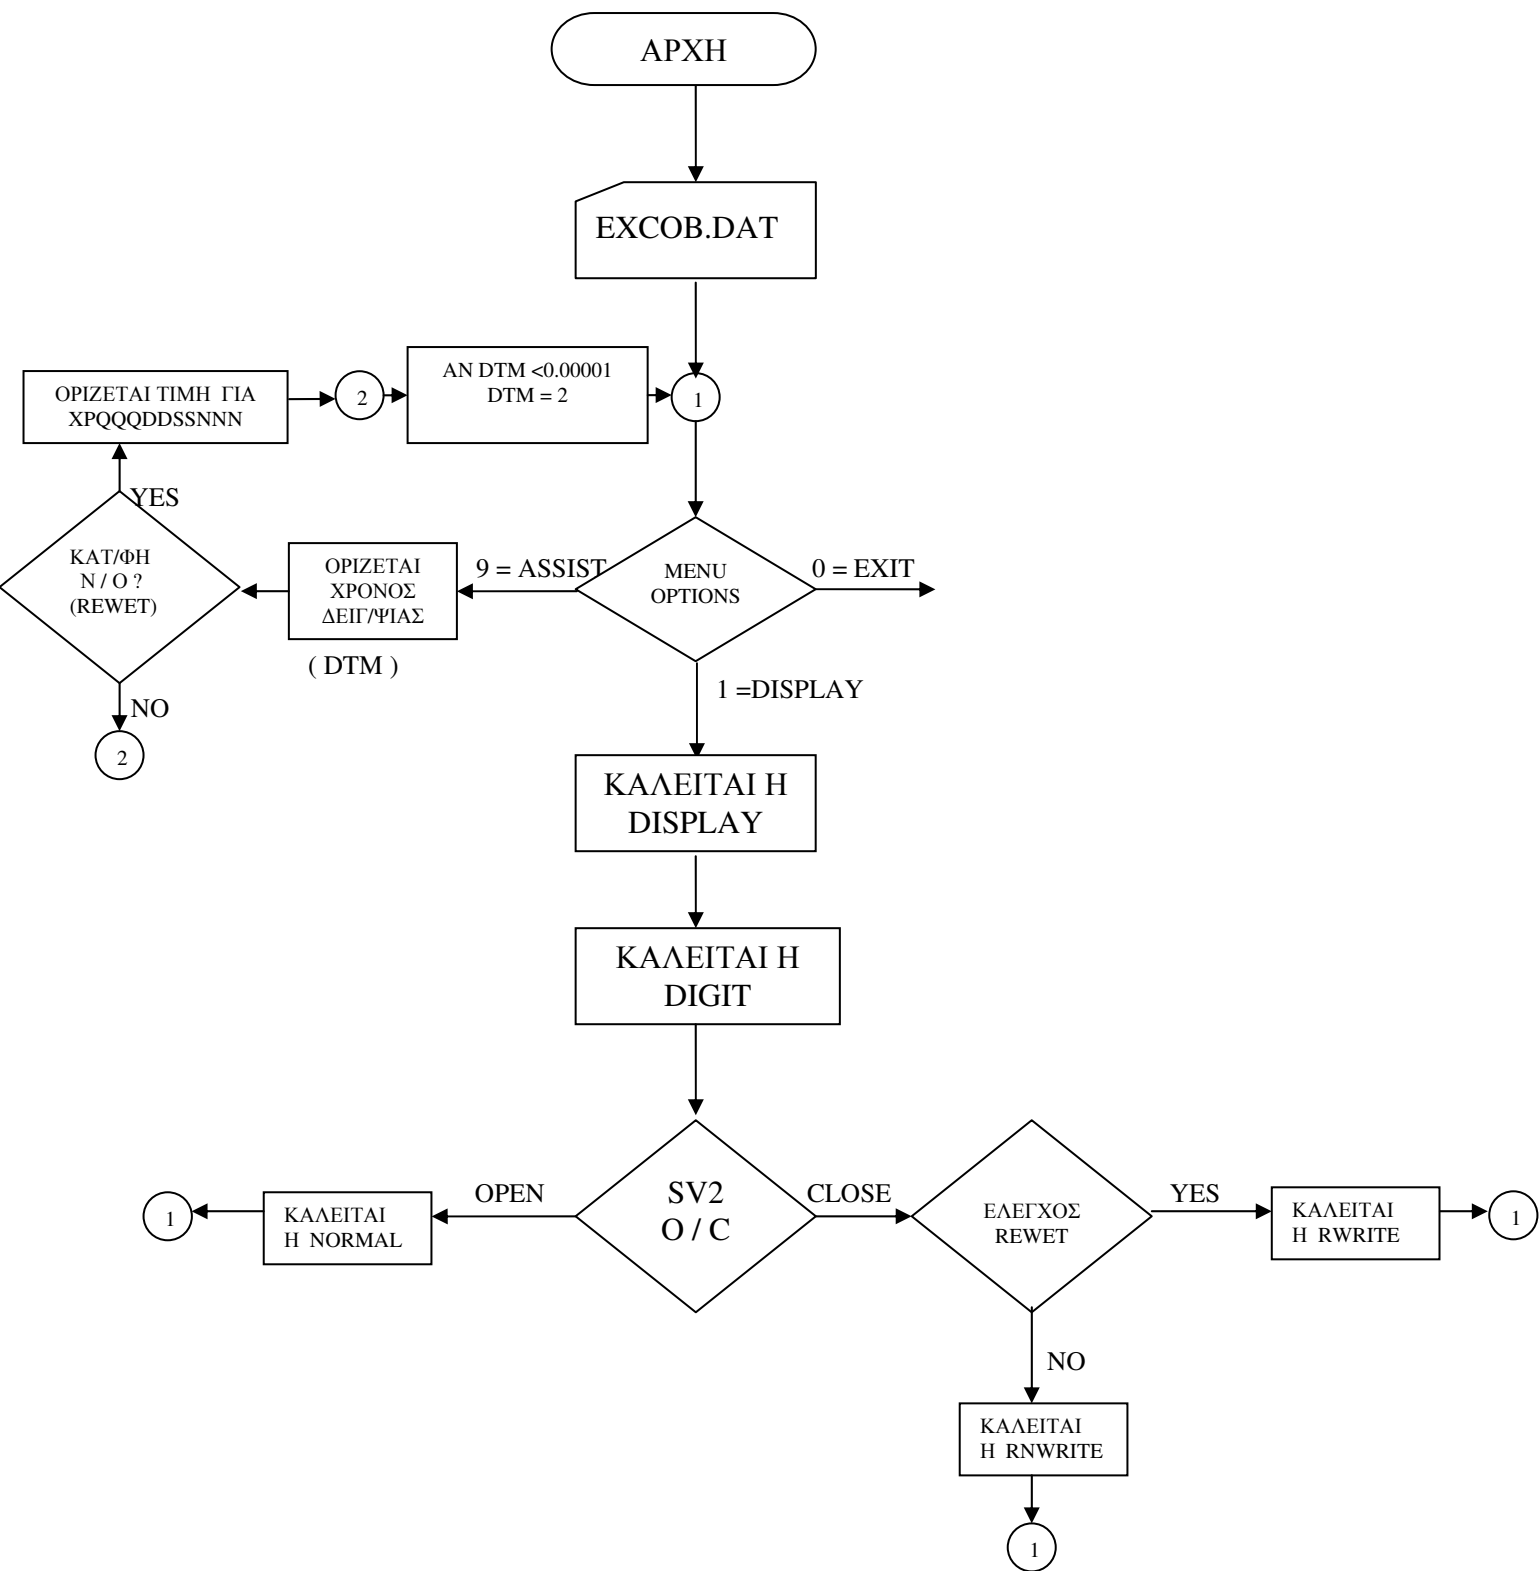 ΑΡΧΗ
EXCOB.DAT
ΟΡΙΖΕΤΑΙ ΤΙΜΗ ΓΙΑ
XPQQQDDSSNNN
2
ΑΝ DTM <0.00001
DTM = 2
1
YES
ΚΑΤ/ΦΗ
N / O ?
(REWET)
ΟΡΙΖΕΤΑΙ
ΧΡΟΝΟΣ
ΔΕΙΓ/ΨΙΑΣ
( DTM )
9 = ASSIST
MENU
OPTIONS
0 = EXIT
NO
2
1 =DISPLAY
ΚΑΛΕΙΤΑΙ Η
DISPLAY
ΚΑΛΕΙΤΑΙ Η
DIGIT
1
ΚΑΛΕΙΤΑΙ
Η NORMAL
OPEN
SV2
O / C
CLOSE
ΕΛΕΓΧΟΣ
REWET
YES
ΚΑΛΕΙΤΑΙ
Η RWRITE
1
NO
ΚΑΛΕΙΤΑΙ
Η RNWRITE
1